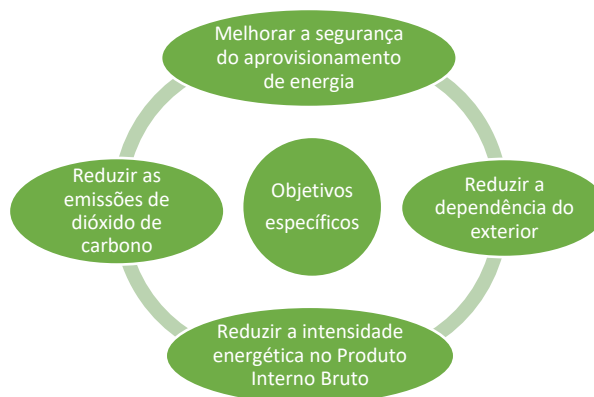 Melhorar a segurança
do aprovisionamento
de energia
Reduzir as
emissões de
dióxido de
carbono
Objetivos
específicos
Reduzir a
dependência do
exterior
Reduzir a intensidade
energética no Produto
Interno Bruto